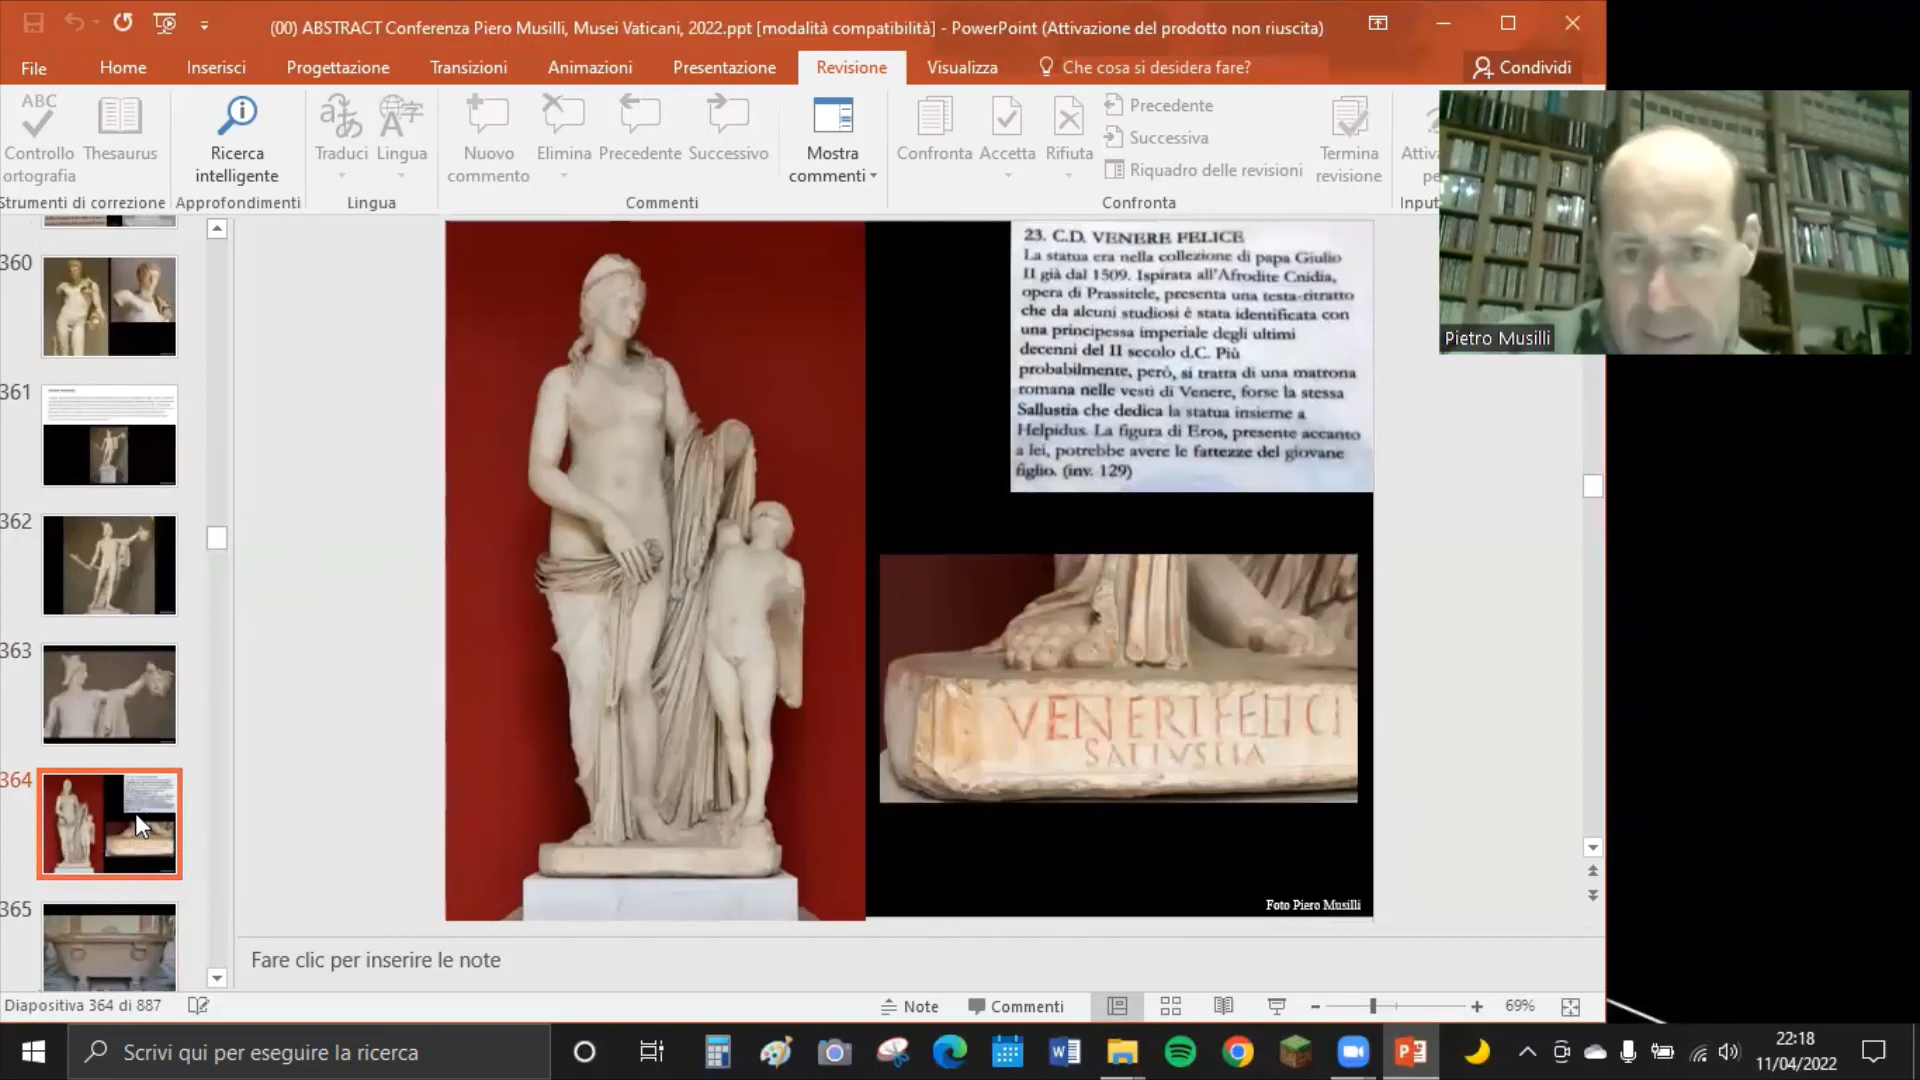 (00) ABSTRACT Conferenza Piero Musilli, Musei Vaticani, 2022.ppt [modalità compatibilità] - PowerPoint (Attivazione del prodotto non riuscita)
File Home Inserisci Progettazione Transizioni Animazioni Presentazione Revisione Visualizza Che cosa si desidera fare? Condividi
ABC
Controllo
ortografia
Thesaurus
Ricerca
intelligente
Traduci
Lingua
Nuovo
commento
Elimina
Precedente
Successivo
Mostra
commenti
Confronta
Accetta
Rifiuta
Precedente
Successiva
Riquadro delle revisioni
Termina
revisione
Strumenti di correzione Approfondimenti Lingua Commenti Confronta
Pietro Musilli
360
361
362
363
364
365
23. C.D. VENERE FELICE
La statua era nella collezione di papa Giulio
II già dal 1509. Ispirata all'Afrodite Cnidia,
opera di Prassitele, presenta una testa-ritratto
che da alcuni studiosi è stata identificata con
una principessa imperiale degli ultimi
decenni del II secolo d.C. Più
probabilmente, però, si tratta di una matrona
romana nelle vesti di Venere, forse la stessa
Sallustia che dedica la statua insieme a
Helpidus. La figura di Eros, presente accanto
a lei, potrebbe avere le fattezze del giovane
figlio. (inv. 129)
VENERI FELICI
SALLVSTIA
Foto Piero Musilli
Fare clic per inserire le note
Diapositiva 364 di 887
Note Commenti 69%
Scrivi qui per eseguire la ricerca
22:18
11/04/2022